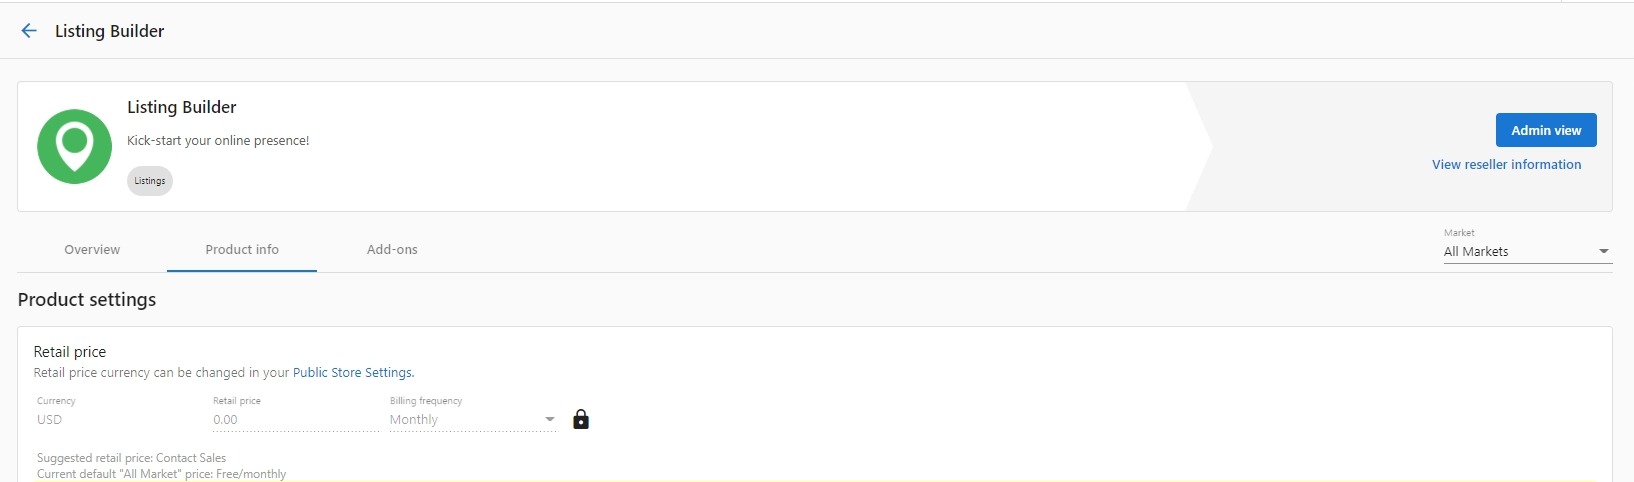 Listing Builder
Listing Builder
Kick-start your online presence!
Listings
Admin view
View reseller information
Overview Product info Add-ons
Market
All Markets
Product settings
Retail price
Retail price currency can be changed in your Public Store Settings.
Currency Retail price Billing frequency
USD 0.00 Monthly
Suggested retail price: Contact Sales
Current default "All Market" price: Free/monthly